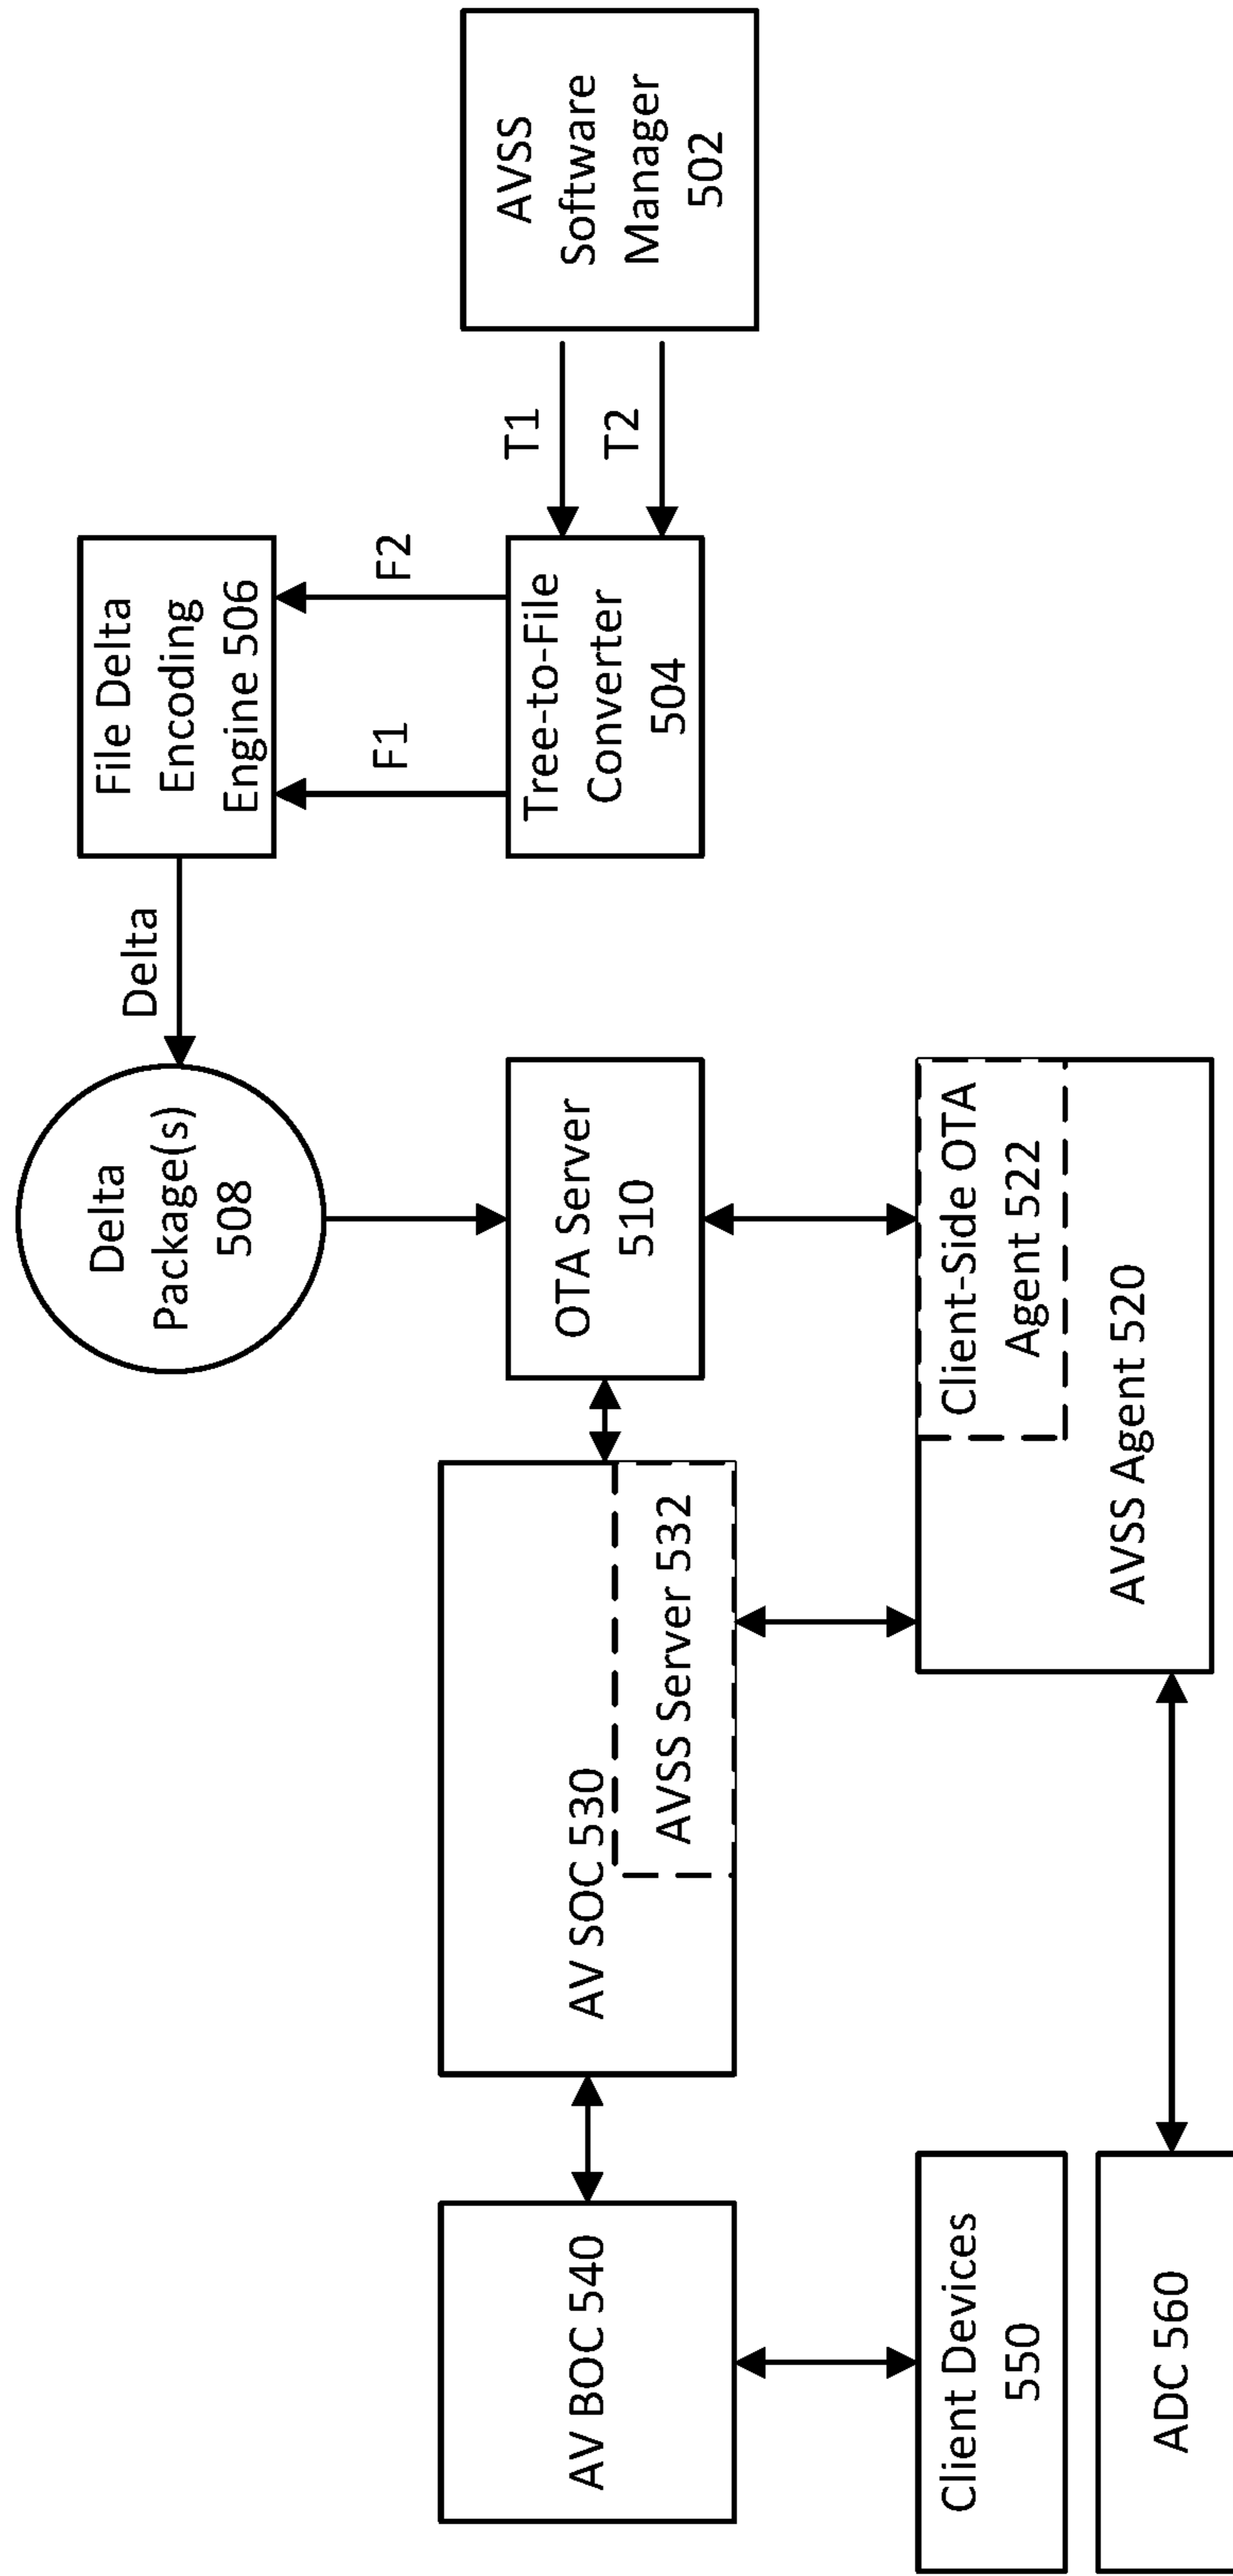 AV BOC 540
AV SOC 530
AVSS Server 532
Client Devices
550
ADC 560
OTA Server
510
Client-Side OTA
Agent 522
AVSS Agent 520
Delta
Package(s)
508
Delta
File Delta
Encoding
Engine 506
F1
F2
Tree-to-File
Converter
504
T1
T2
AVSS
Software
Manager
502